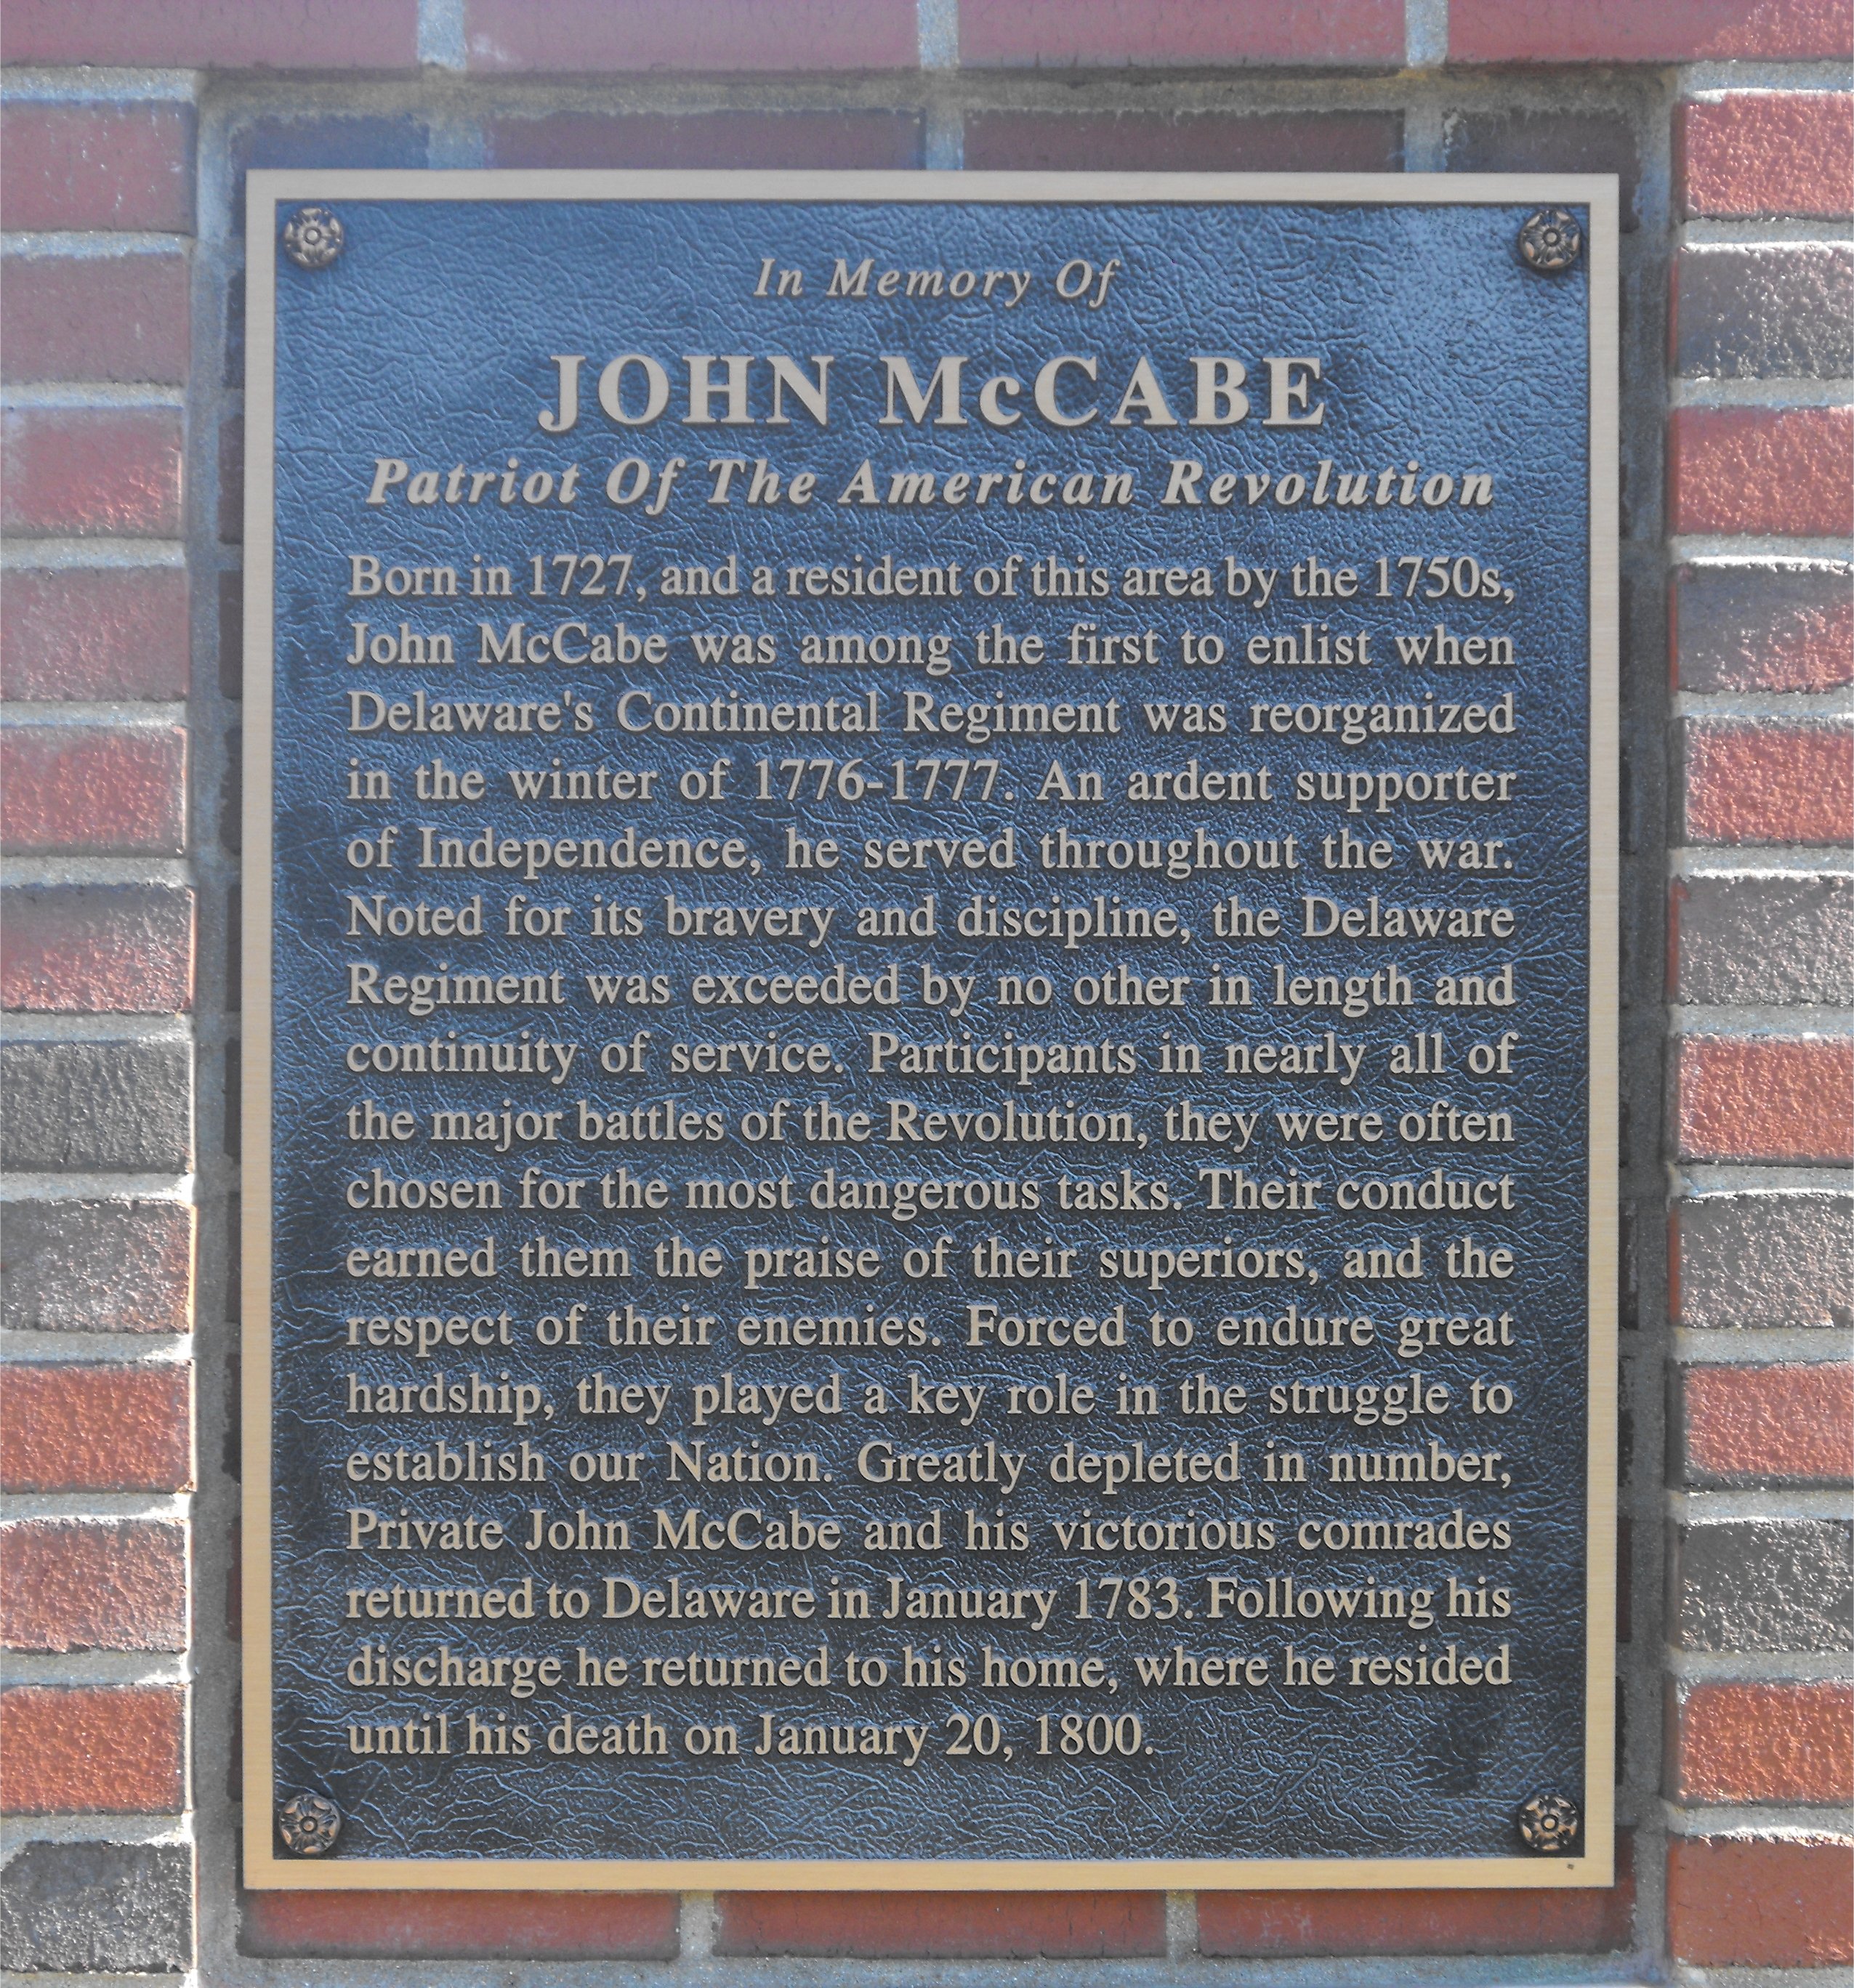 In Memory Of
JOHN McCABE
Patriot Of The American Revolution
Born in 1727, and a resident of this area by the 1750s,
John McCabe was among the first to enlist when
Delaware's Continental Regiment was reorganized
in the winter of 1776-1777. An ardent supporter
of Independence, he served throughout the war.
Noted for its bravery and discipline, the Delaware
Regiment was exceeded by no other in length and
continuity of service. Participants in nearly all of
the major battles of the Revolution, they were often
chosen for the most dangerous tasks. Their conduct
earned them the praise of their superiors, and the
respect of their enemies. Forced to endure great
hardship, they played a key role in the struggle to
establish our Nation. Greatly depleted in number,
Private John McCabe and his victorious comrades
returned to Delaware in January 1783. Following his
discharge he returned to his home, where he resided
until his death on January 20, 1800.